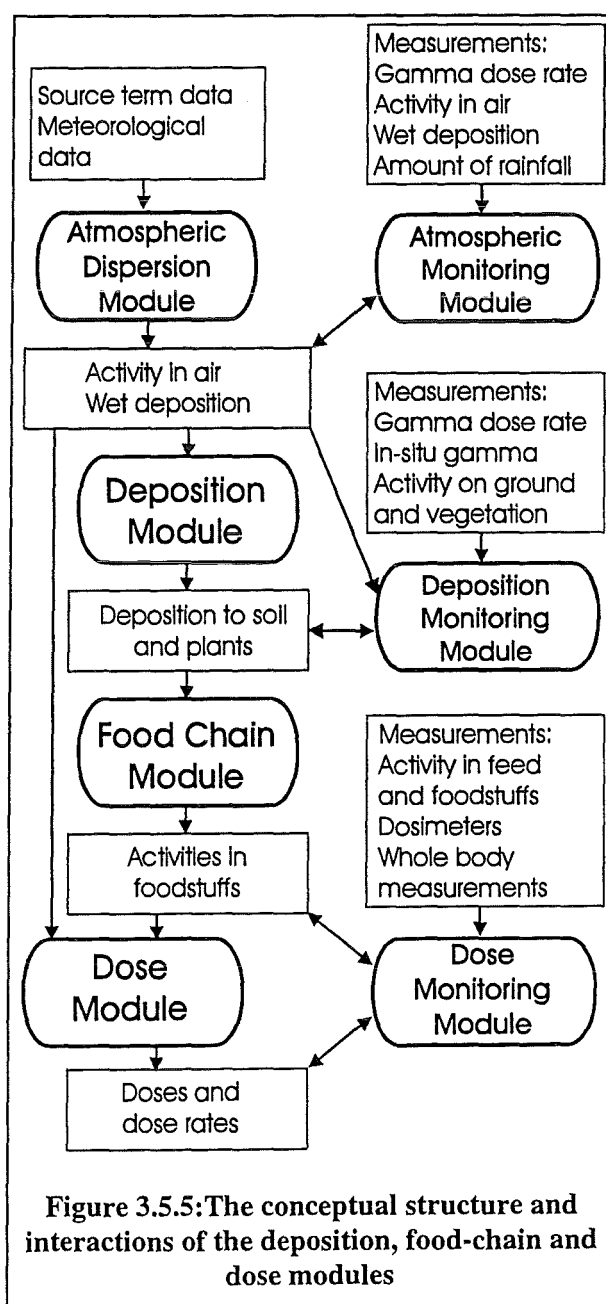 Source term data
Meteorological
data
Measurements:
Gamma dose rate
Activity in air
Wet deposition
Amount of rainfall
Atmospheric
Dispersion
Module
Atmospheric
Monitoring
Module
Activity in air
Wet deposition
Measurements:
Gamma dose rate
In-situ gamma
Activity on ground
and vegetation
Deposition
Module
Deposition
Monitoring
Module
Deposition to soil
and plants
Food Chain
Module
Measurements:
Activity in feed
and foodstuffs
Dosimeters
Whole body
measurements
Activities in
foodstuffs
Dose
Module
Dose
Monitoring
Module
Doses and
dose rates
Figure 3.5.5:The conceptual structure and
interactions of the deposition, food-chain and
dose modules